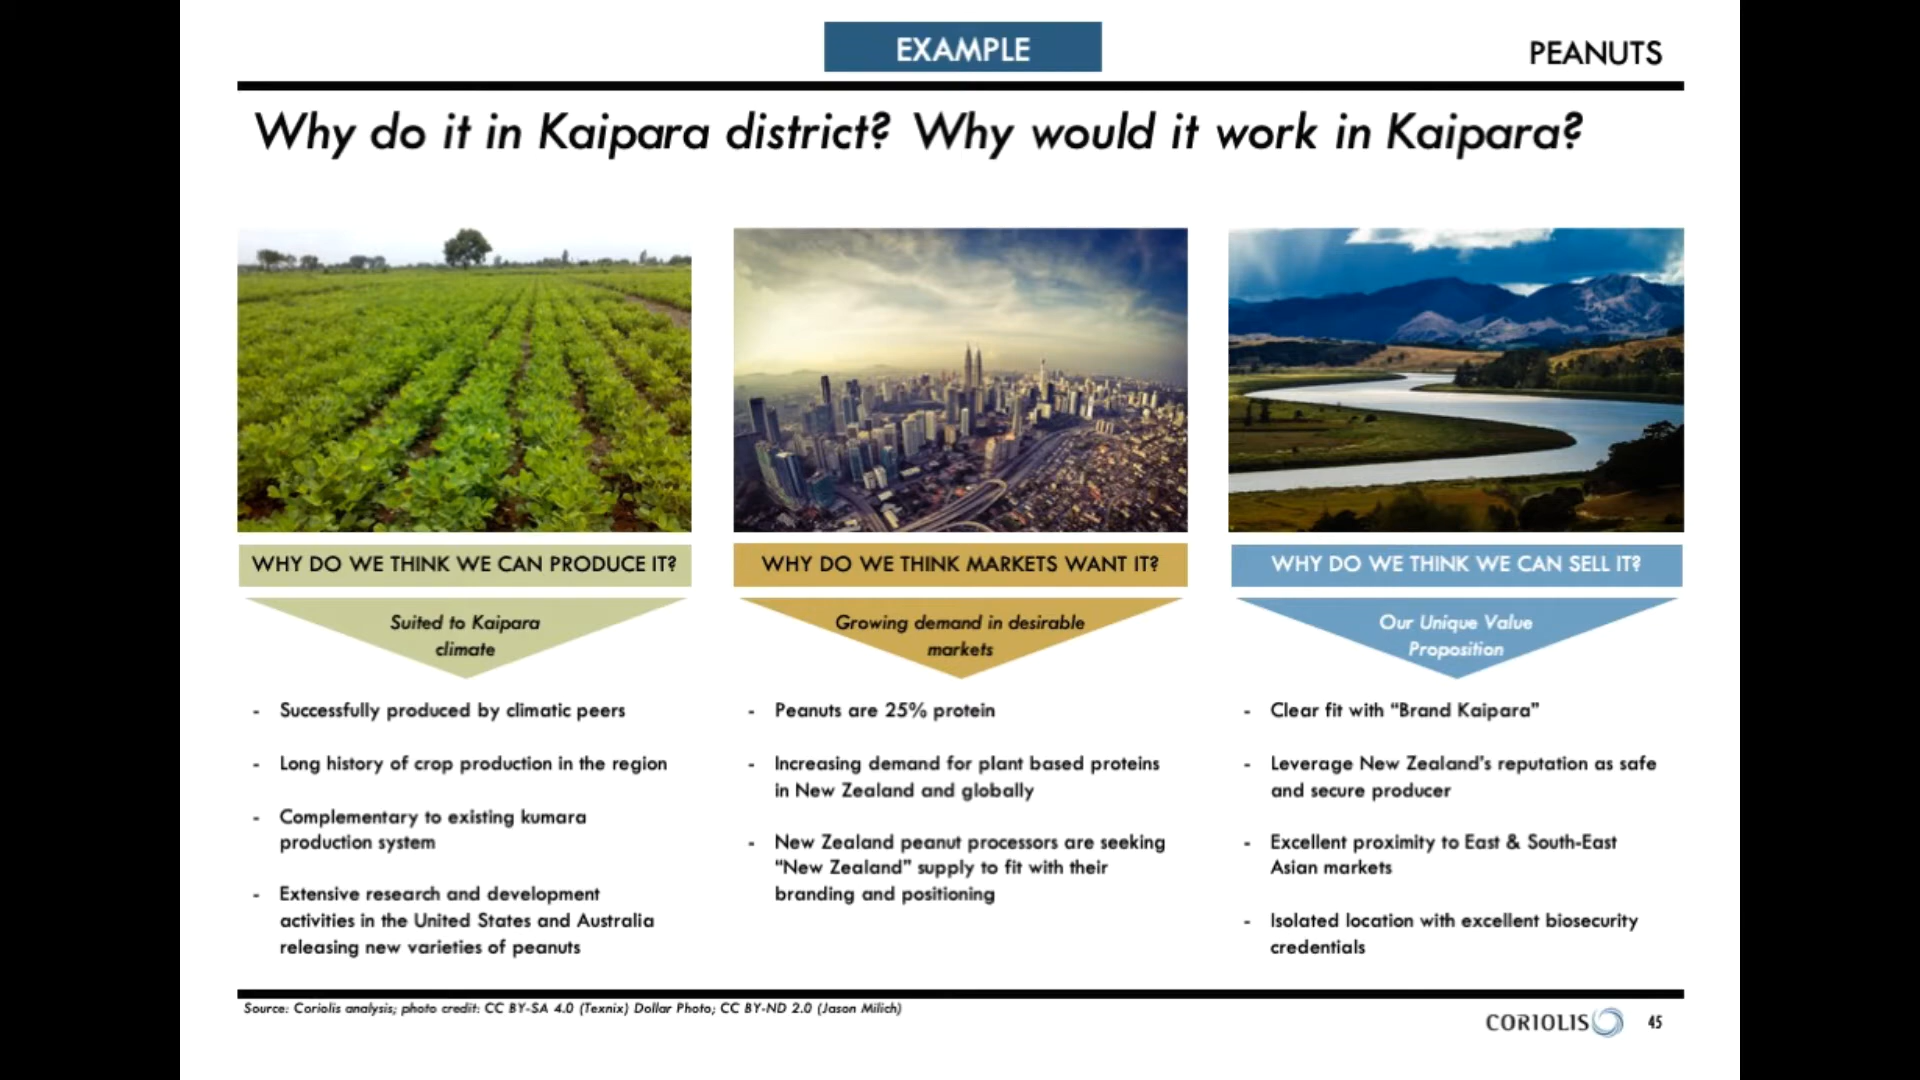 EXAMPLE
PEANUTS
Why do it in Kaipara district? Why would it work in Kaipara?
WHY DO WE THINK WE CAN PRODUCE IT?
Suited to Kaipara
climate
- Successfully produced by climatic peers
- Long history of crop production in the region
- Complementary to existing kumara
production system
- Extensive research and development
activities in the United States and Australia
releasing new varieties of peanuts
WHY DO WE THINK MARKETS WANT IT?
Growing demand in desirable
markets
- Peanuts are 25% protein
- Increasing demand for plant based proteins
in New Zealand and globally
- New Zealand peanut processors are seeking
“New Zealand” supply to fit with their
branding and positioning
WHY DO WE THINK WE CAN SELL IT?
Our Unique Value
Proposition
- Clear fit with “Brand Kaipara”
- Leverage New Zealand’s reputation as safe
and secure producer
- Excellent proximity to East & South-East
Asian markets
- Isolated location with excellent biosecurity
credentials
Source: Coriolis analysis; photo credit: CC BY-SA 4.0 (Texnix) Dollar Photo; CC BY-ND 2.0 (Jason Milich)
CORIOLIS
45